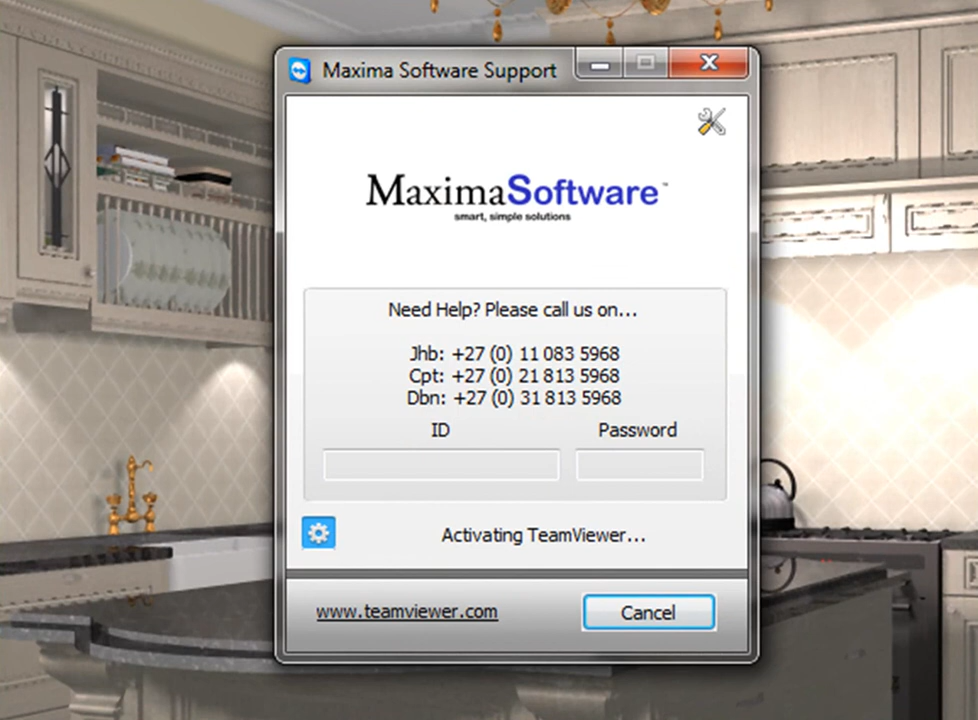 Maxima Software Support
MaximaSoftware™
smart, simple solutions
Need Help? Please call us on...
Jhb: +27 (0) 11 083 5968
Cpt: +27 (0) 21 813 5968
Dbn: +27 (0) 31 813 5968
ID Password
Activating TeamViewer...
www.teamviewer.com Cancel